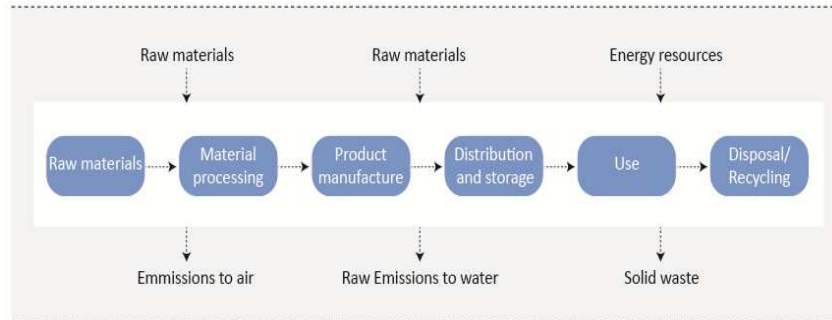 Raw materials Raw materials Energy resources
Raw materials
Material
processing
Product
manufacture
Distribution
and storage
Use
Disposal/
Recycling
Emmissions to air Raw Emissions to water Solid waste